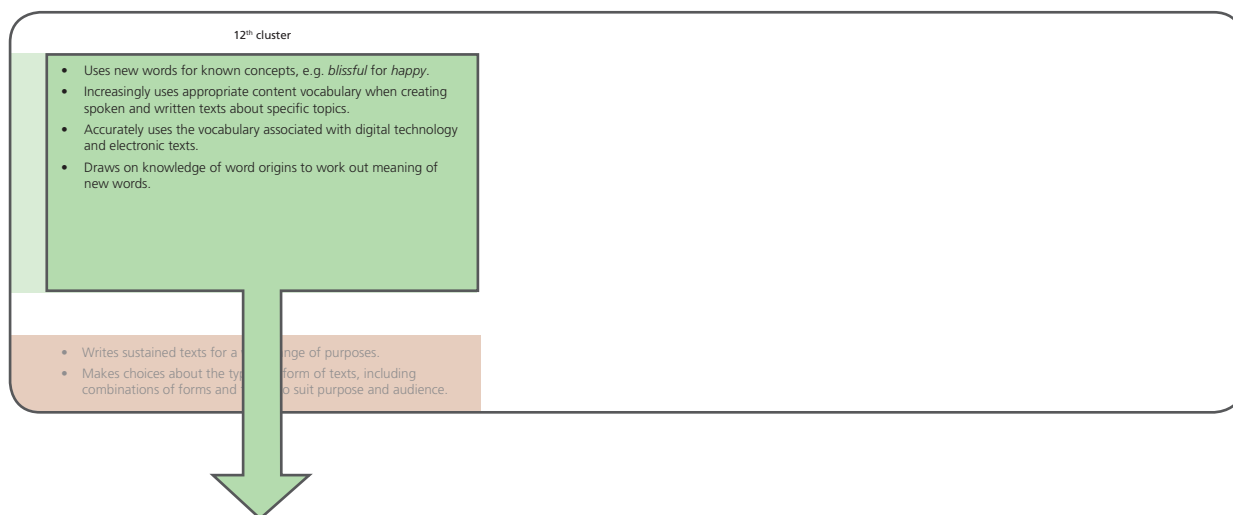 12th cluster
• Uses new words for known concepts, e.g. blissful for happy.
• Increasingly uses appropriate content vocabulary when creating
spoken and written texts about specific topics.
• Accurately uses the vocabulary associated with digital technology
and electronic texts.
• Draws on knowledge of word origins to work out meaning of
new words.
• Writes sustained texts for a nge of purposes.
• Makes choices about the typ form of texts, including
combinations of forms and o suit purpose and audience.